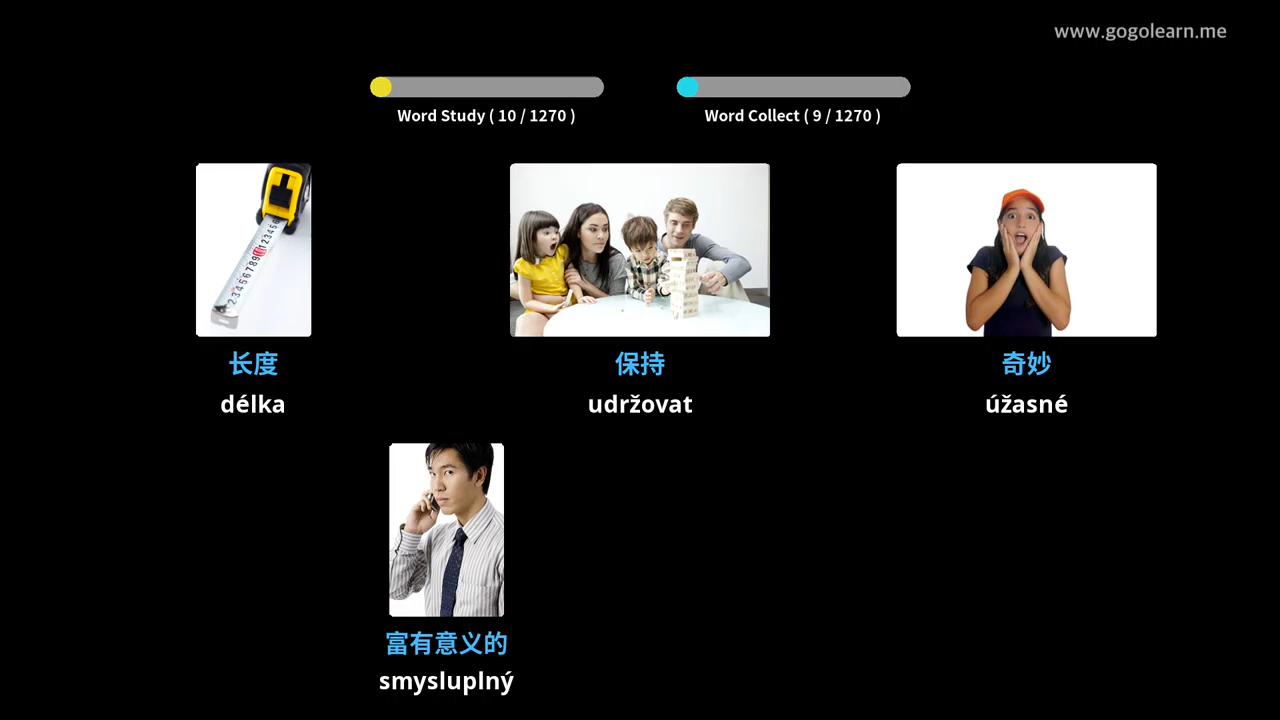 www.gogolearn.me
Word Study ( 10 / 1270 )
Word Collect ( 9 / 1270 )
长度
délka
保持
udržovat
奇妙
úžasné
富有意义的
smysluplný